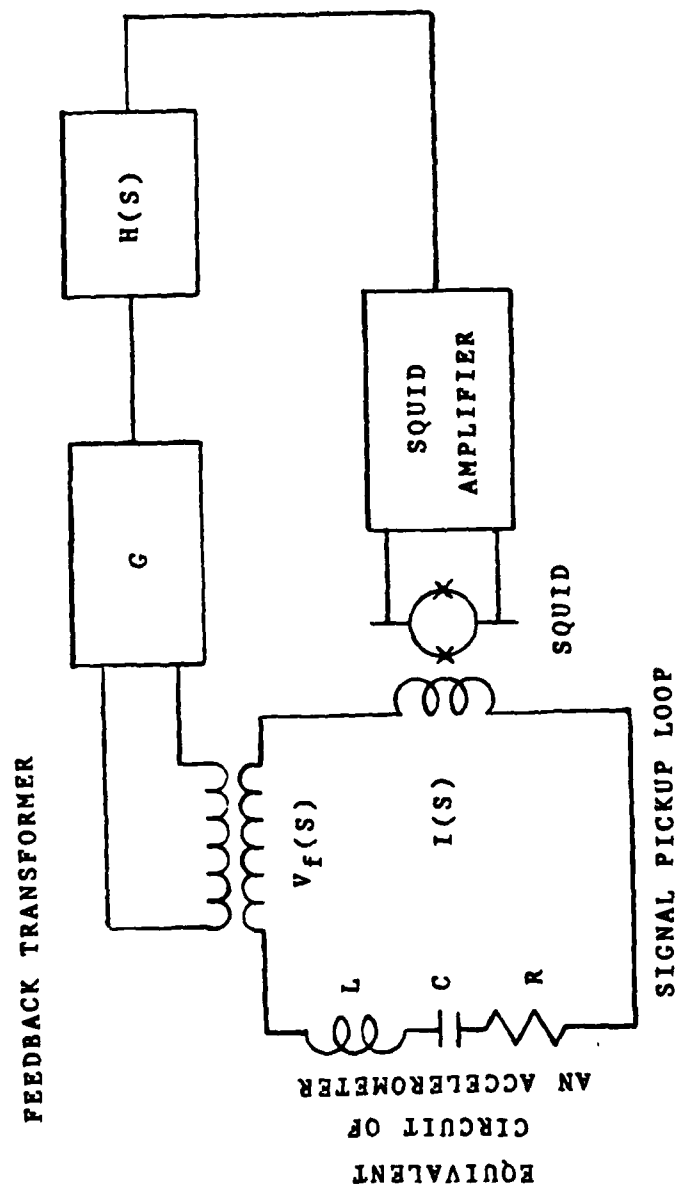 FEEDBACK TRANSFORMER
G
H(S)
V_f(S)
L
C
R
I(S)
SQUID
AMPLIFIER
SQUID
EQUIVALENT
CIRCUIT OF
AN ACCELEROMETER
SIGNAL PICKUP LOOP